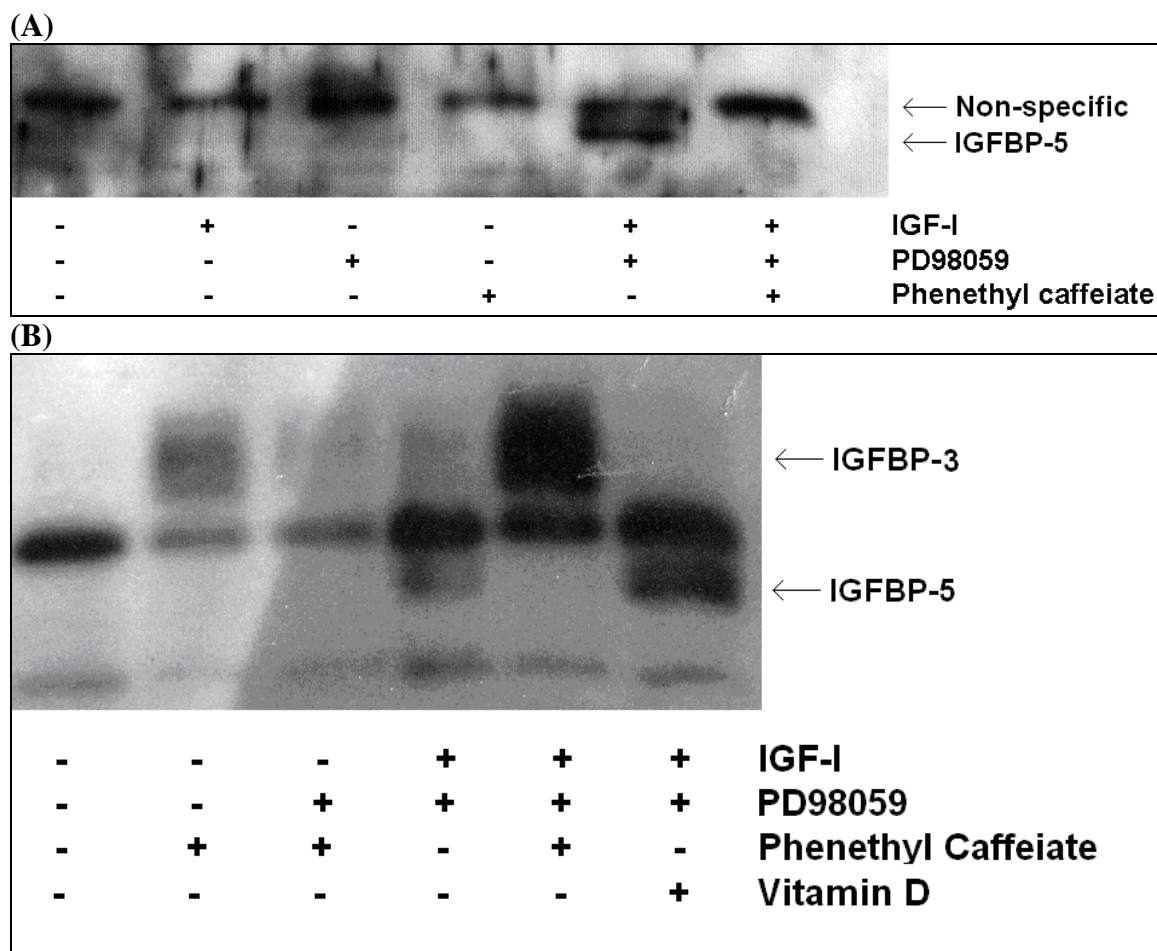 (A)
← Non-specific
← IGFBP-5
- + - - + + IGF-I
- - + - + + PD98059
- - - + - + Phenethyl caffeiate
(B)
← IGFBP-3
← IGFBP-5
- - - + + + IGF-I
- - + + + + PD98059
- + + - + - Phenethyl Caffeiate
- - - - - + Vitamin D